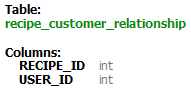 Table:
recipe_customer_relationship
Columns:
RECIPE_ID int
USER_ID int